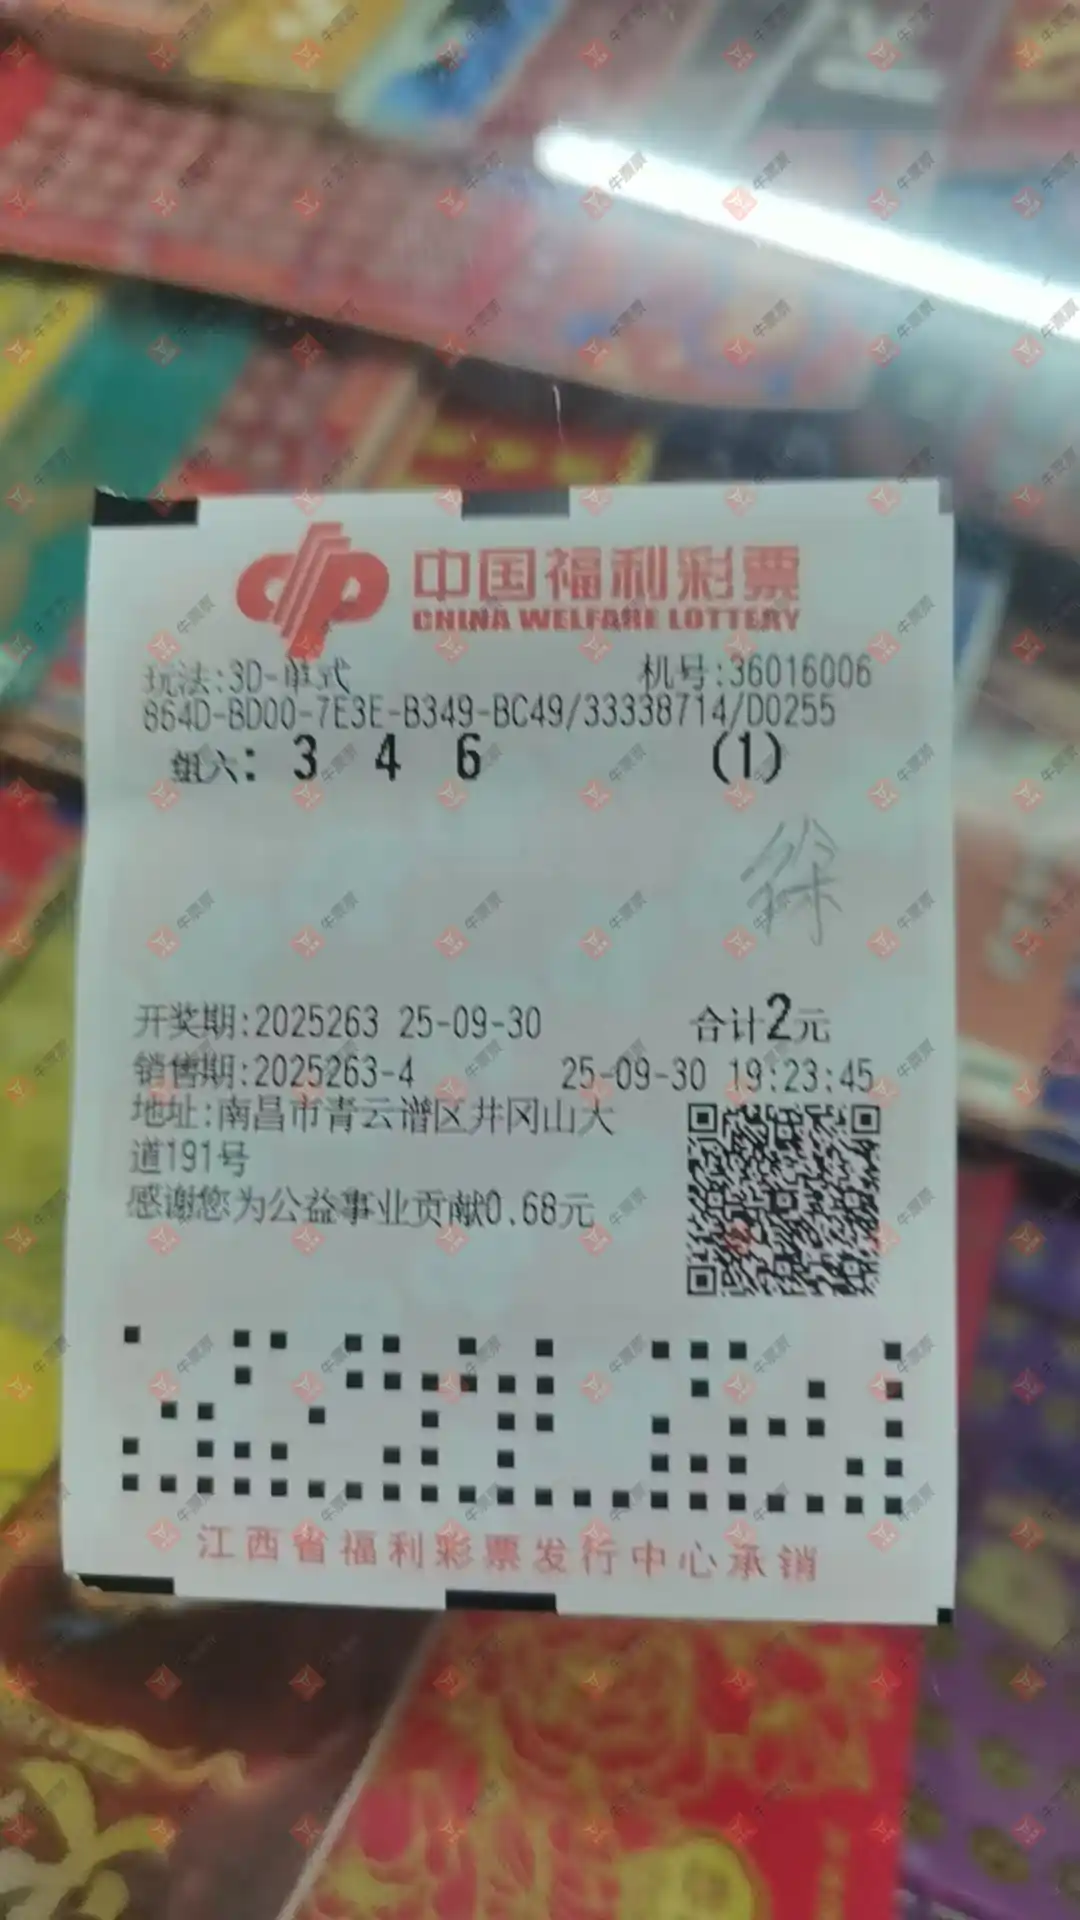 中国福利彩票
CHINA WELFARE LOTTERY
玩法:3D-单式 机号:36016006
864D-BD00-7E3E-B349-BC49/33338714/D0255
组六: 3 4 6 (1)
徐
开奖期:2025263 25-09-30 合计2元
销售期:2025263-4 25-09-30 19:23:45
地址:南昌市青云谱区井冈山大
道191号
感谢您为公益事业贡献0.68元
江西省福利彩票发行中心承销